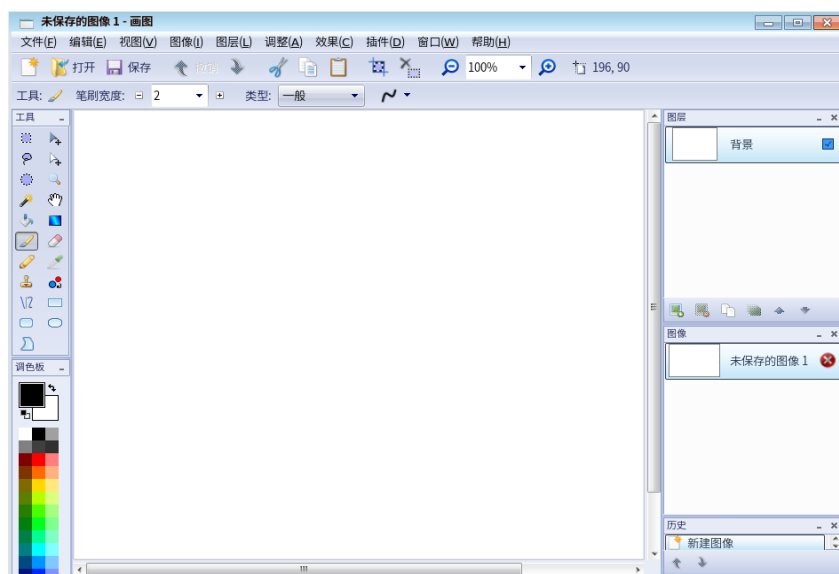 未保存的图像 1 - 画图
文件(F) 编辑(E) 视图(V) 图像(I) 图层(L) 调整(A) 效果(C) 插件(D) 窗口(W) 帮助(H)
打开 保存 100% 196, 90
工具: 笔刷宽度: 2 类型: 一般
工具
图层
背景
图像
未保存的图像 1
调色板
历史
新建图像